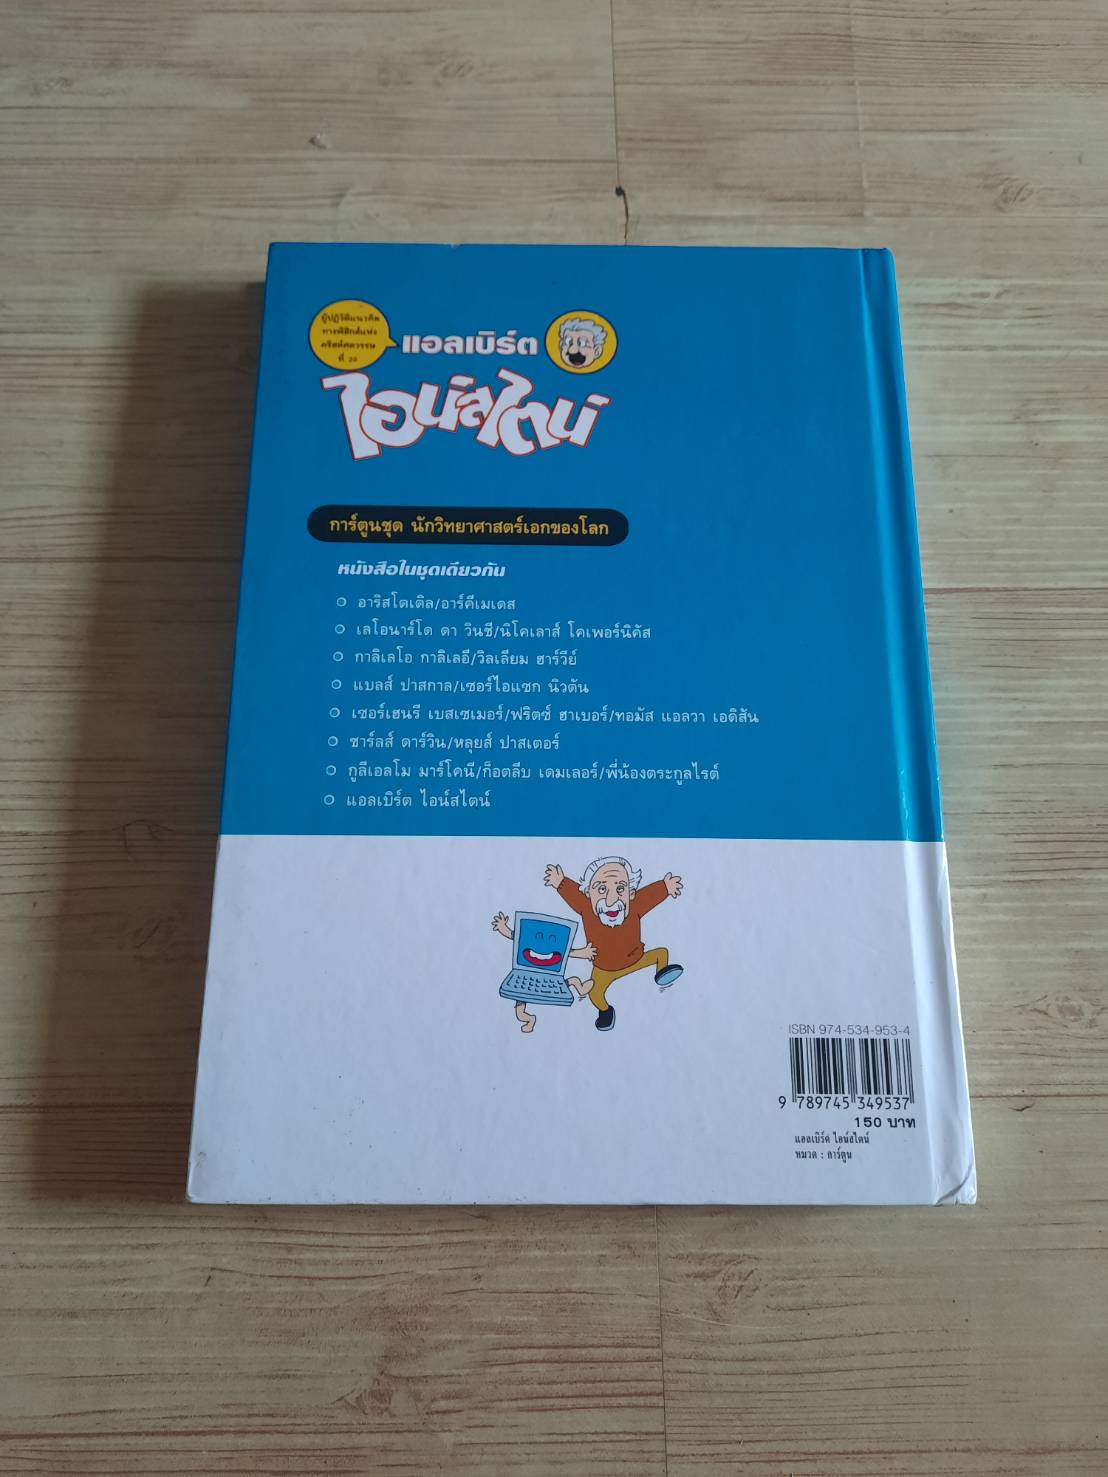 ผู้ปฏิวัติแนวคิด
ทางฟิสิกส์แห่ง
คริสต์ศตวรรษ
ที่ 20
แอลเบิร์ต
ไอน์สไตน์
การ์ตูนชุด นักวิทยาศาสตร์เอกของโลก
หนังสือในชุดเดียวกัน
อาริสโตเติล/อาร์คีเมเดส
เลโอนาร์โด ดา วินชี/นิโคเลาส์ โคเพอร์นิคัส
กาลิเลโอ กาลิเลอี/วิลเลียม ฮาร์วีย์
แบลส์ ปาสกาล/เซอร์ไอแซก นิวตัน
เซอร์เฮนรี เบสเซเมอร์/ฟริตซ์ ฮาเบอร์/ทอมัส แอลวา เอดิสัน
ชาร์ลส์ ดาร์วิน/หลุยส์ ปาสเตอร์
กูลีเอลโม มาร์โคนี/ก็อตลีบ เดมเลอร์/พี่น้องตระกูลไรต์
แอลเบิร์ต ไอน์สไตน์
ISBN 974-534-953-4
9 789745 349537
150 บาท
แอลเบิร์ต ไอน์สไตน์
หมวด : การ์ตูน